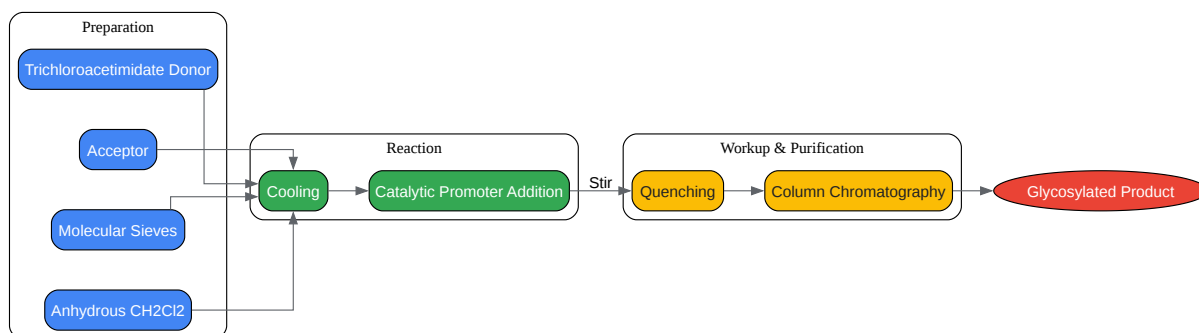 Preparation
Trichloroacetimidate Donor
Acceptor
Molecular Sieves
Anhydrous CH2Cl2
Reaction
Cooling
Catalytic Promoter Addition
Stir
Workup & Purification
Quenching
Column Chromatography
Glycosylated Product